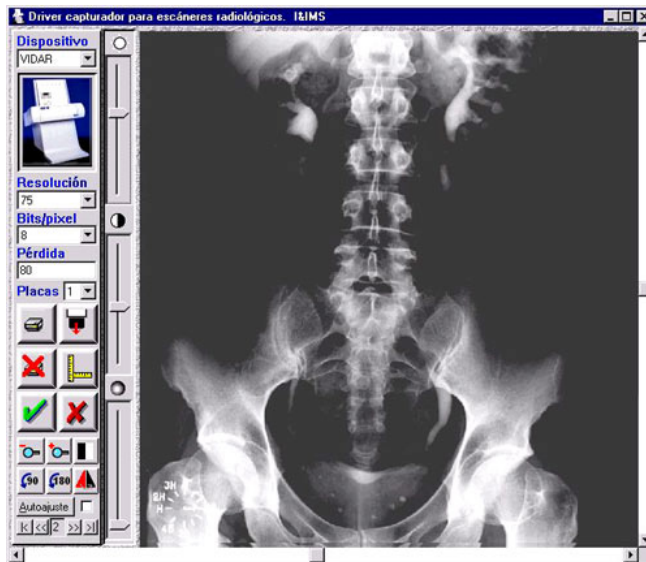 Driver capturador para escáneres radiológicos. I&IMS
Dispositivo
VIDAR
Resolución
75
Bits/pixel
8
Pérdida
80
Placas 1
90 180
Autoajuste
2
JH
H